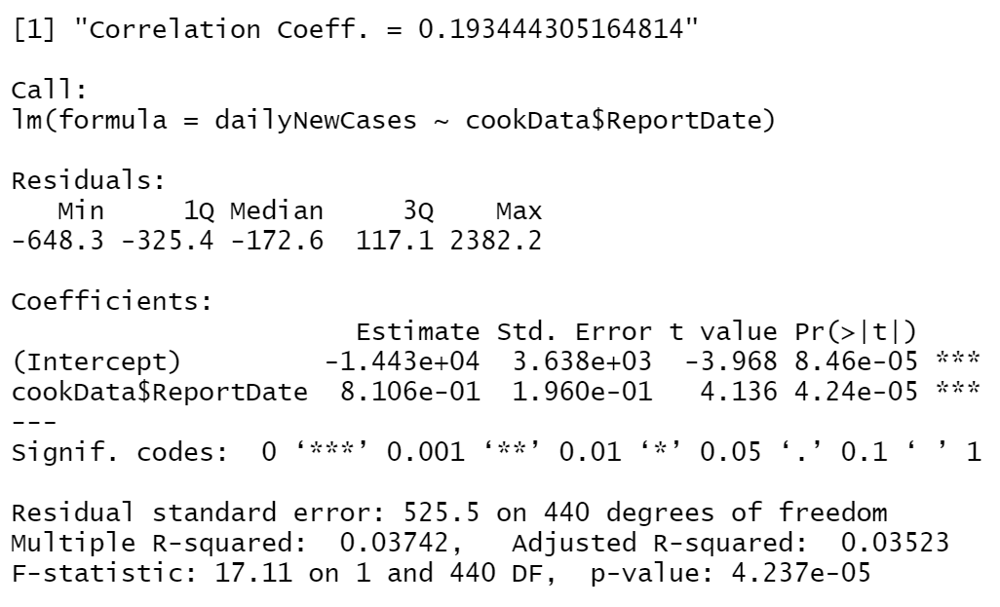 [1] "Correlation Coeff. = 0.193444305164814"
Call:
lm(formula = dailyNewCases ~ cookData$ReportDate)
Residuals:
   Min     1Q Median     3Q    Max
-648.3 -325.4 -172.6  117.1 2382.2
Coefficients:
                      Estimate Std. Error t value Pr(>|t|)
(Intercept)         -1.443e+04  3.638e+03  -3.968 8.46e-05 ***
cookData$ReportDate  8.106e-01  1.960e-01   4.136 4.24e-05 ***
---
Signif. codes:  0 ‘***’ 0.001 ‘**’ 0.01 ‘*’ 0.05 ‘.’ 0.1 ‘ ’ 1
Residual standard error: 525.5 on 440 degrees of freedom
Multiple R-squared:  0.03742,	Adjusted R-squared:  0.03523
F-statistic: 17.11 on 1 and 440 DF,  p-value: 4.237e-05